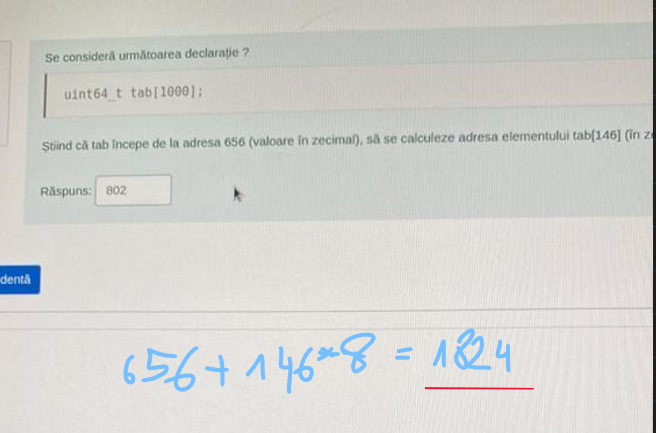 Se consideră următoarea declarație ?
uint64_t tab[1000];
Știind că tab începe de la adresa 656 (valoare în zecimal), să se calculeze adresa elementului tab[146] (în
Răspuns: 802
dentă
656+146*8 = 1824